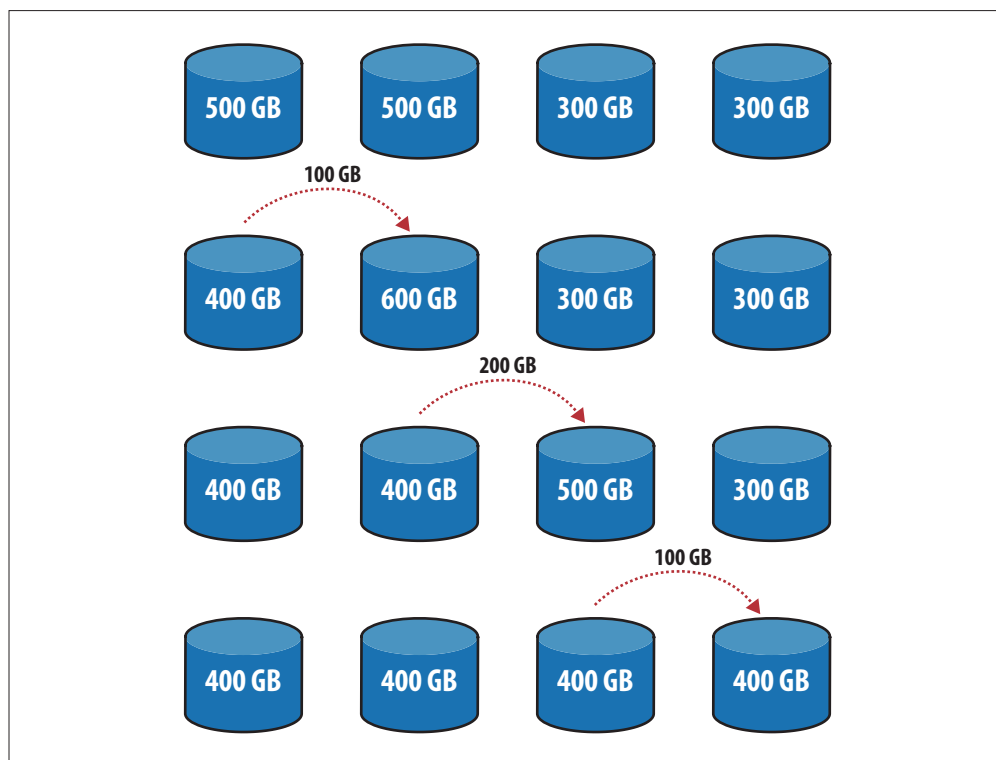 500 GB 500 GB 300 GB 300 GB
100 GB
400 GB 600 GB 300 GB 300 GB
200 GB
400 GB 400 GB 500 GB 300 GB
100 GB
400 GB 400 GB 400 GB 400 GB